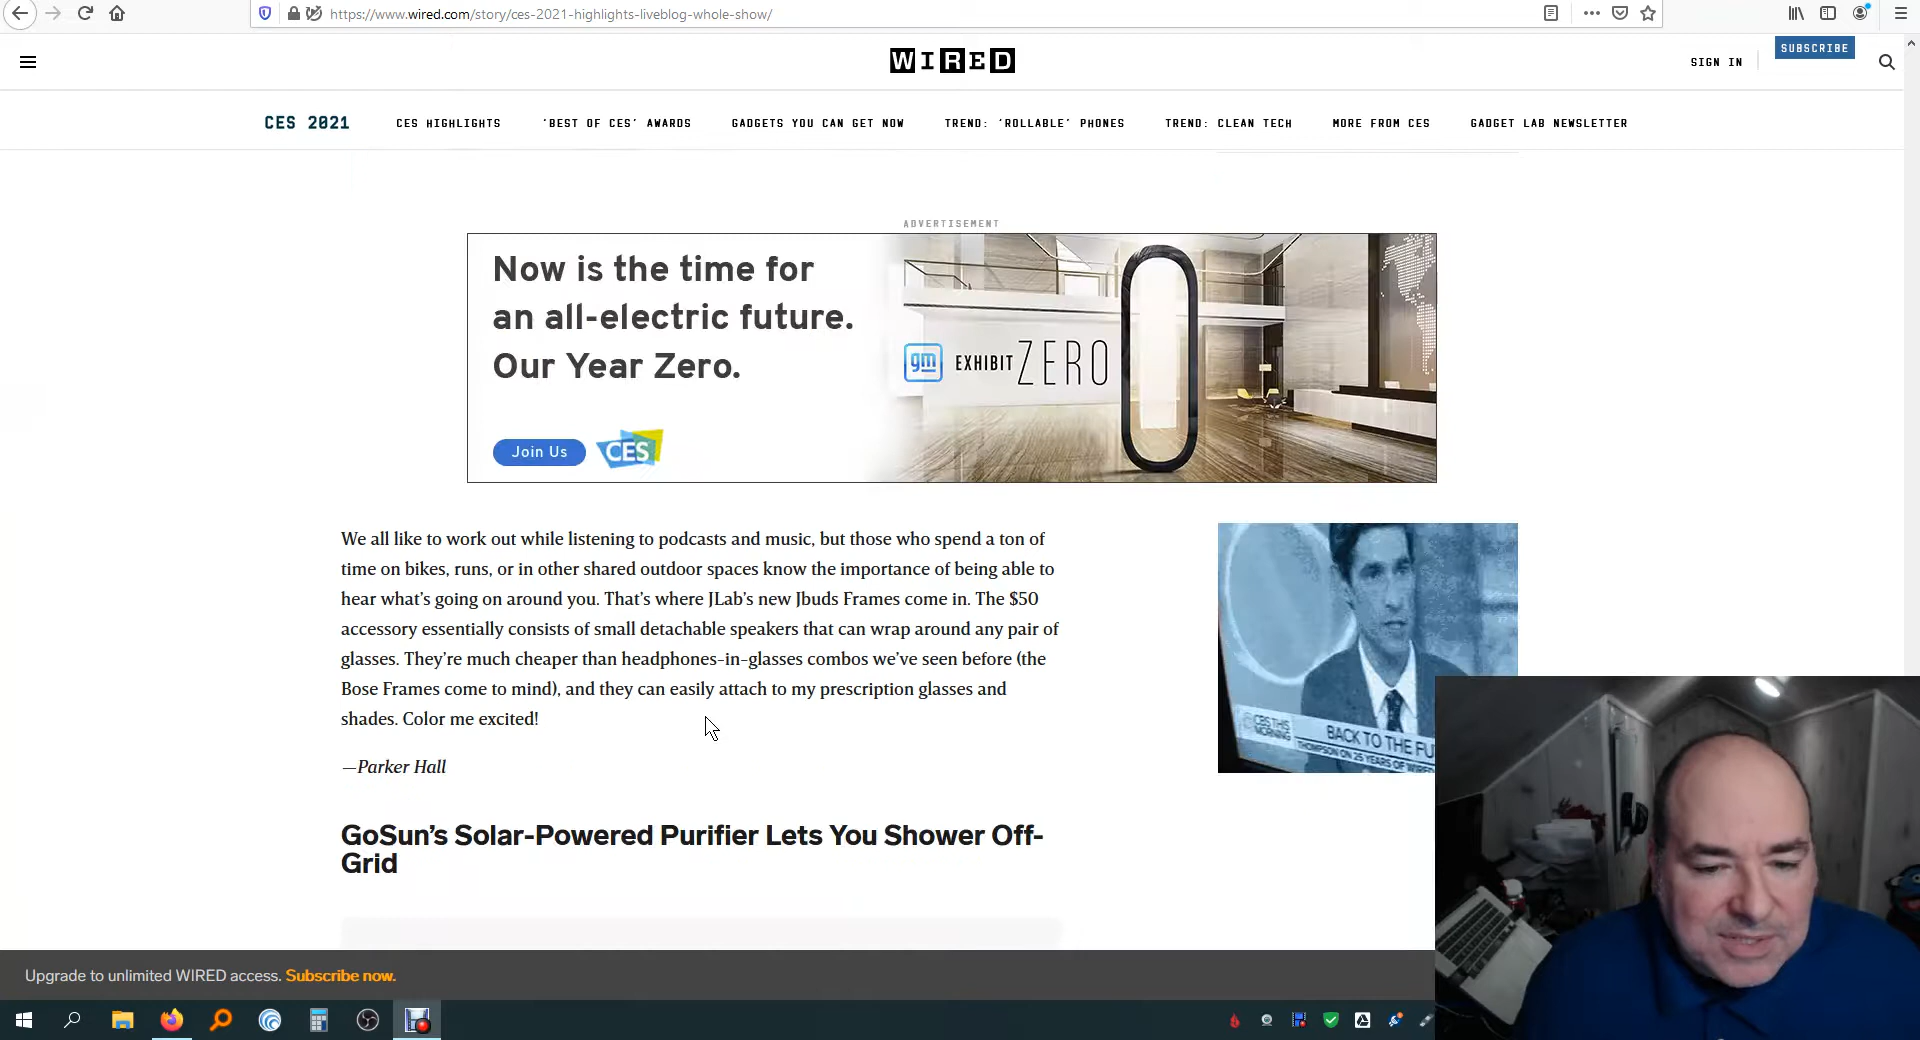 https://www.wired.com/story/ces-2021-highlights-liveblog-whole-show/
WIRED
SIGN IN
SUBSCRIBE
CES 2021
CES HIGHLIGHTS
'BEST OF CES' AWARDS
GADGETS YOU CAN GET NOW
TREND: 'ROLLABLE' PHONES
TREND: CLEAN TECH
MORE FROM CES
GADGET LAB NEWSLETTER
ADVERTISEMENT
Now is the time for
an all-electric future.
Our Year Zero.
gm EXHIBIT ZERO
Join Us
CES
We all like to work out while listening to podcasts and music, but those who spend a ton of
time on bikes, runs, or in other shared outdoor spaces know the importance of being able to
hear what’s going on around you. That’s where JLab’s new Jbuds Frames come in. The $50
accessory essentially consists of small detachable speakers that can wrap around any pair of
glasses. They’re much cheaper than headphones-in-glasses combos we’ve seen before (the
Bose Frames come to mind), and they can easily attach to my prescription glasses and
shades. Color me excited!
—Parker Hall
CBS THIS
MORNING
BACK TO THE FU
THOMPSON ON 25 YEARS OF WIRED
GoSun’s Solar-Powered Purifier Lets You Shower Off-
Grid
Upgrade to unlimited WIRED access. Subscribe now.